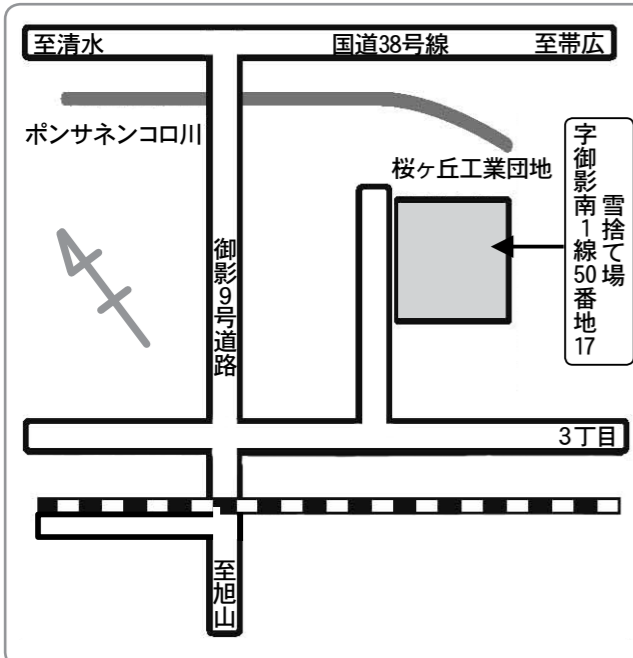 至清水
国道38号線
至帯広
ポンサネンコロ川
桜ヶ丘工業団地
雪捨て場
字御影南1線50番地17
御影9号道路
3丁目
至旭山